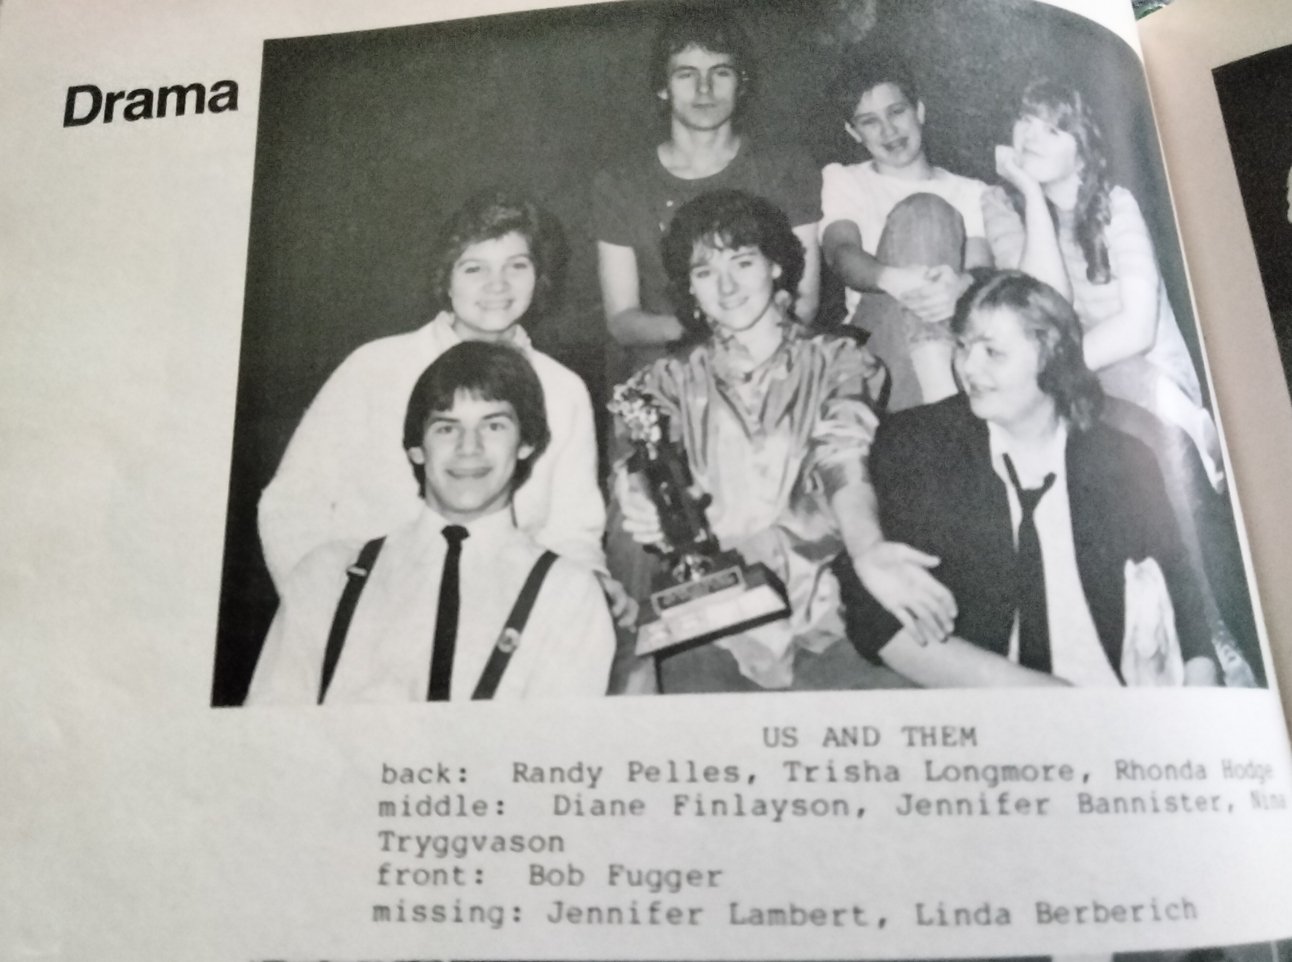 Drama
US AND THEM
back: Randy Pelles, Trisha Longmore, Rhonda Hodge
middle: Diane Finlayson, Jennifer Bannister, Nina
Tryggvason
front: Bob Fugger
missing: Jennifer Lambert, Linda Berberich